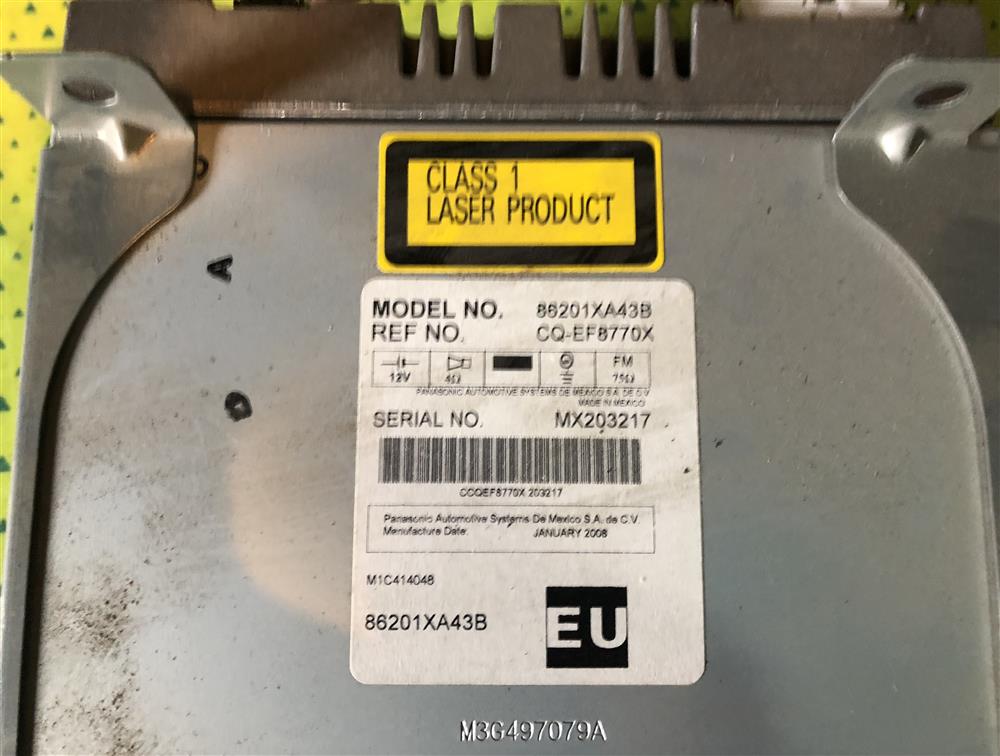 CLASS 1
LASER PRODUCT
A
D
MODEL NO. 86201XA43B
REF NO. CQ-EF8770X
12V 4Ω FM 75Ω
PANASONIC AUTOMOTIVE SYSTEMS DE MEXICO S.A. DE C.V.
MADE IN MEXICO
SERIAL NO. MX203217
CCQEF8770X 203217
Panasonic Automotive Systems De Mexico S.A. de C.V.
Manufacture Date: JANUARY 2008
M1C414048
86201XA43B
EU
M3G497079A